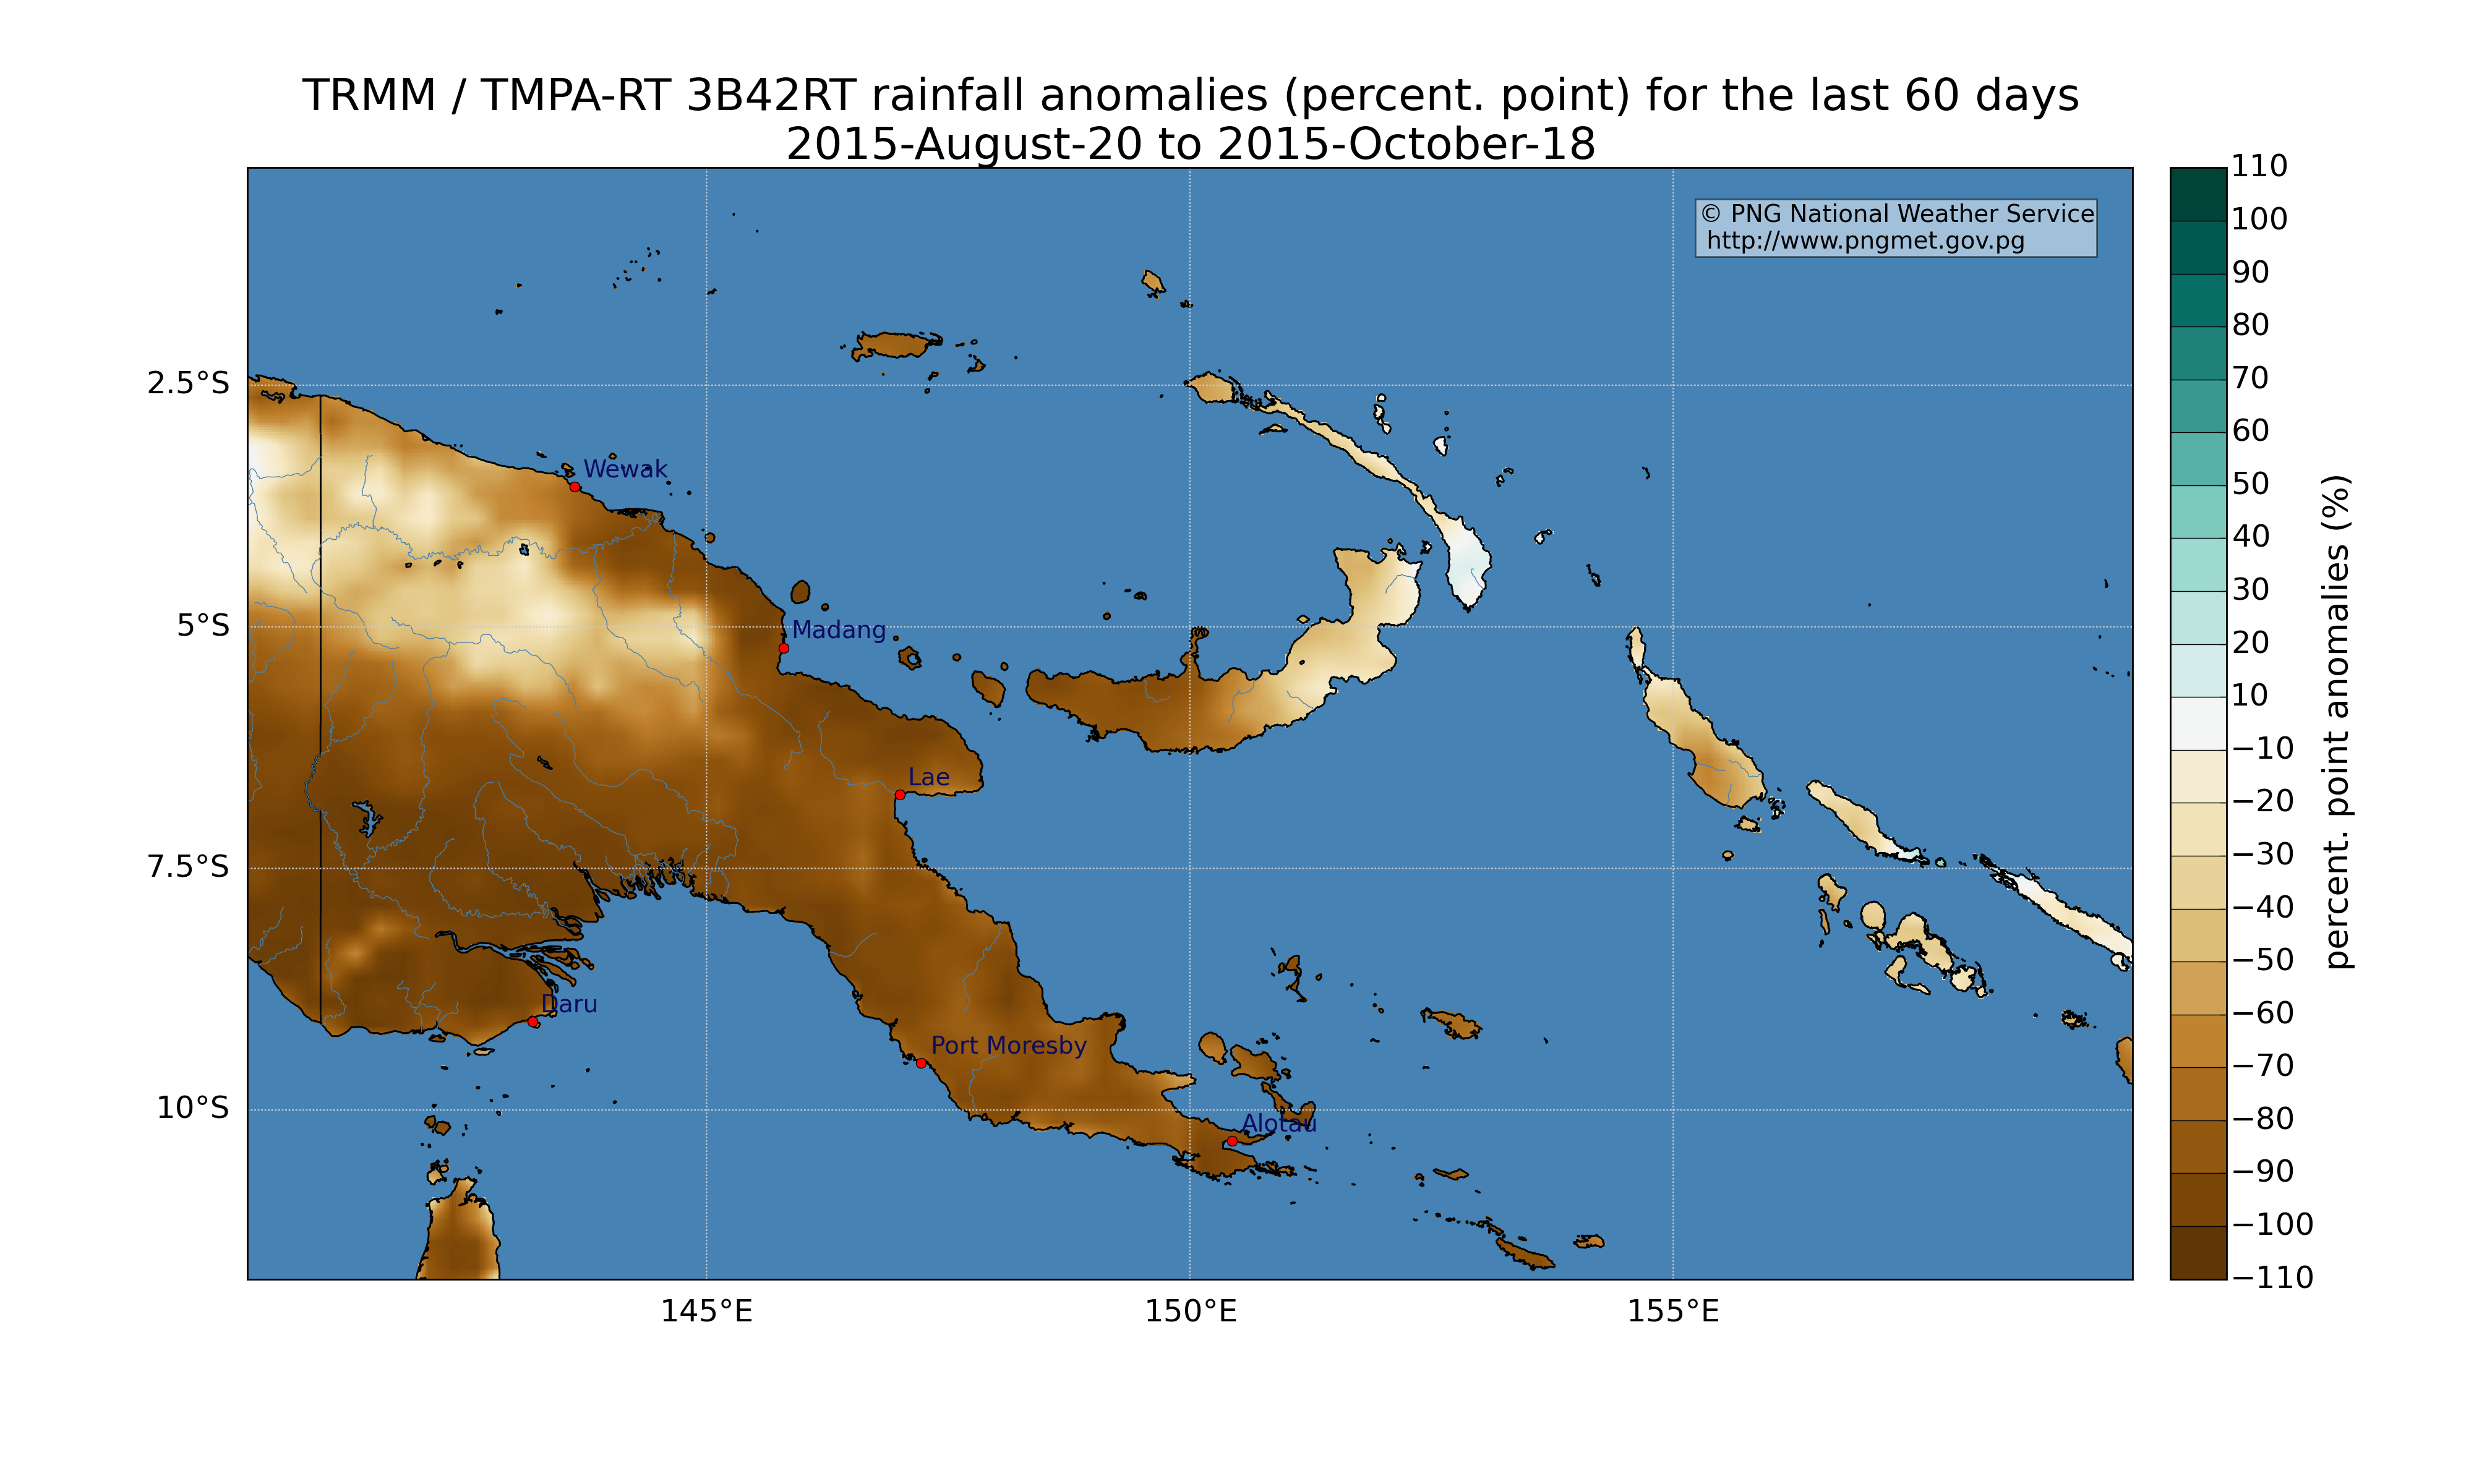 TRMM / TMPA-RT 3B42RT rainfall anomalies (percent. point) for the last 60 days
2015-August-20 to 2015-October-18
© PNG National Weather Service
http://www.pngmet.gov.pg
2.5°S
5°S
7.5°S
10°S
Wewak
Madang
Lae
Daru
Port Moresby
Alotau
145°E
150°E
155°E
110
100
90
80
70
60
50
40
30
20
10
−10
−20
−30
−40
−50
−60
−70
−80
−90
−100
−110
percent. point anomalies (%)